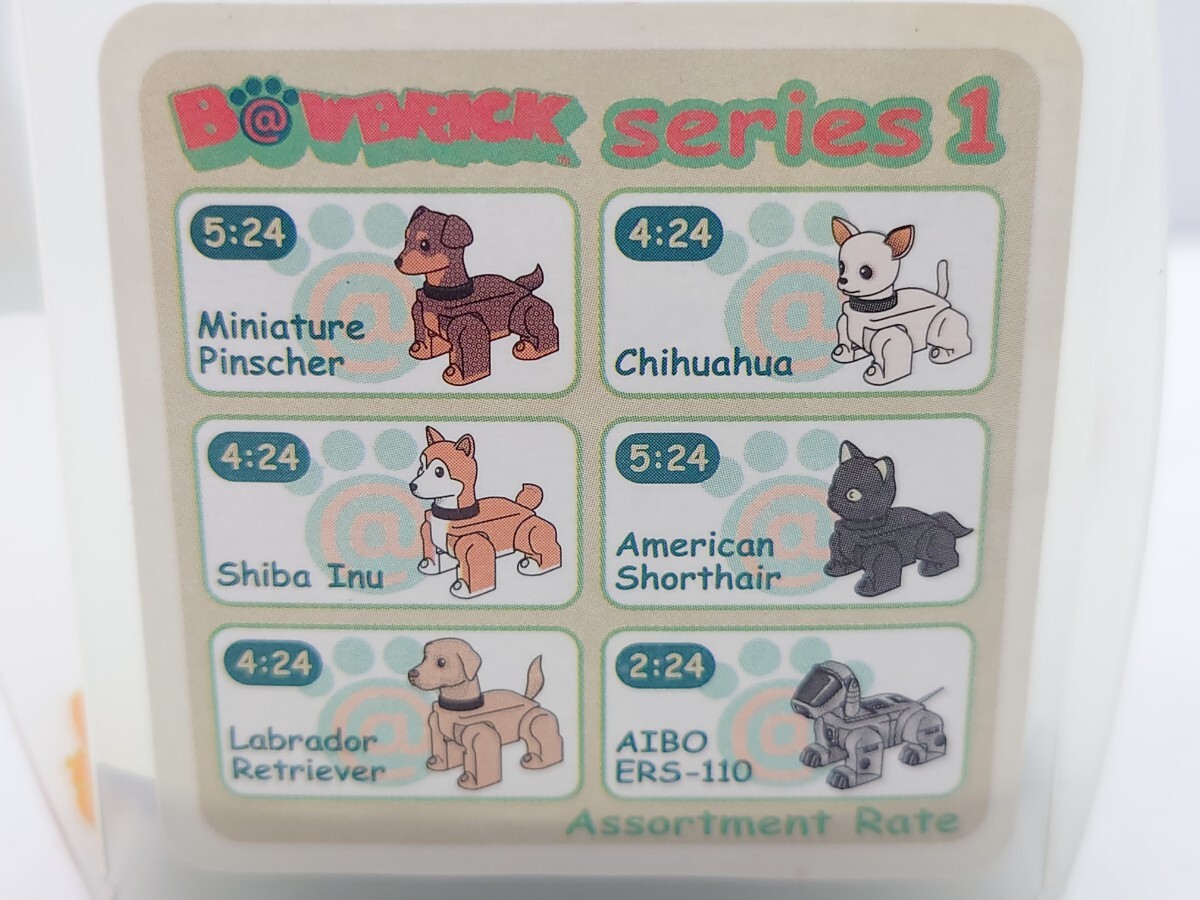 B@WBRICK™ series 1
5:24
Miniature
Pinscher
4:24
Chihuahua
4:24
Shiba Inu
5:24
American
Shorthair
4:24
Labrador
Retriever
2:24
AIBO
ERS-110
Assortment Rate